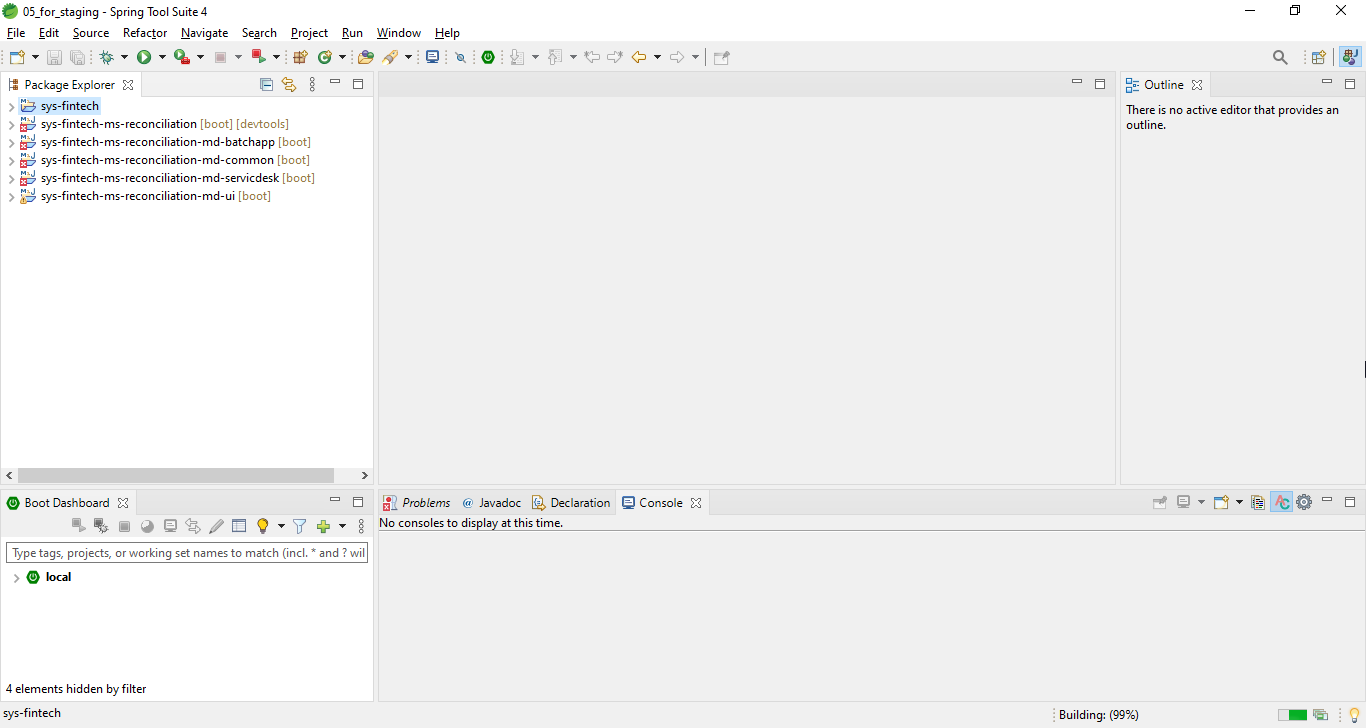 05_for_staging - Spring Tool Suite 4
File Edit Source Refactor Navigate Search Project Run Window Help
Package Explorer
sys-fintech
sys-fintech-ms-reconciliation [boot] [devtools]
sys-fintech-ms-reconciliation-md-batchapp [boot]
sys-fintech-ms-reconciliation-md-common [boot]
sys-fintech-ms-reconciliation-md-servicdesk [boot]
sys-fintech-ms-reconciliation-md-ui [boot]
Outline
There is no active editor that provides an
outline.
Boot Dashboard
Type tags, projects, or working set names to match (incl. * and ? wil
local
4 elements hidden by filter
Problems @ Javadoc Declaration Console
No consoles to display at this time.
sys-fintech
Building: (99%)